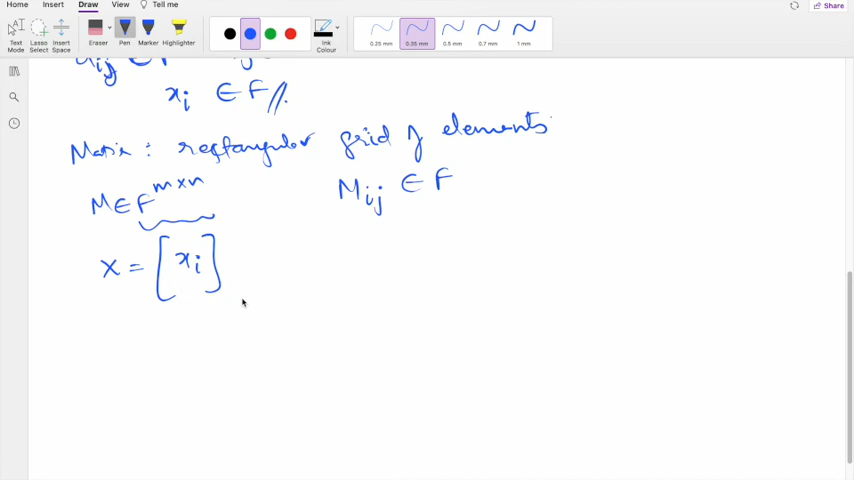 Home Insert Draw View Tell me Share
Text Mode Lasso Select Insert Space Eraser Pen Marker Highlighter Ink Colour 0.25 mm 0.35 mm 0.5 mm 0.7 mm 1 mm
xi ∈ F //.
Matrix : rectangular grid of elements
M ∈ F^m×n Mij ∈ F
X = [xi]